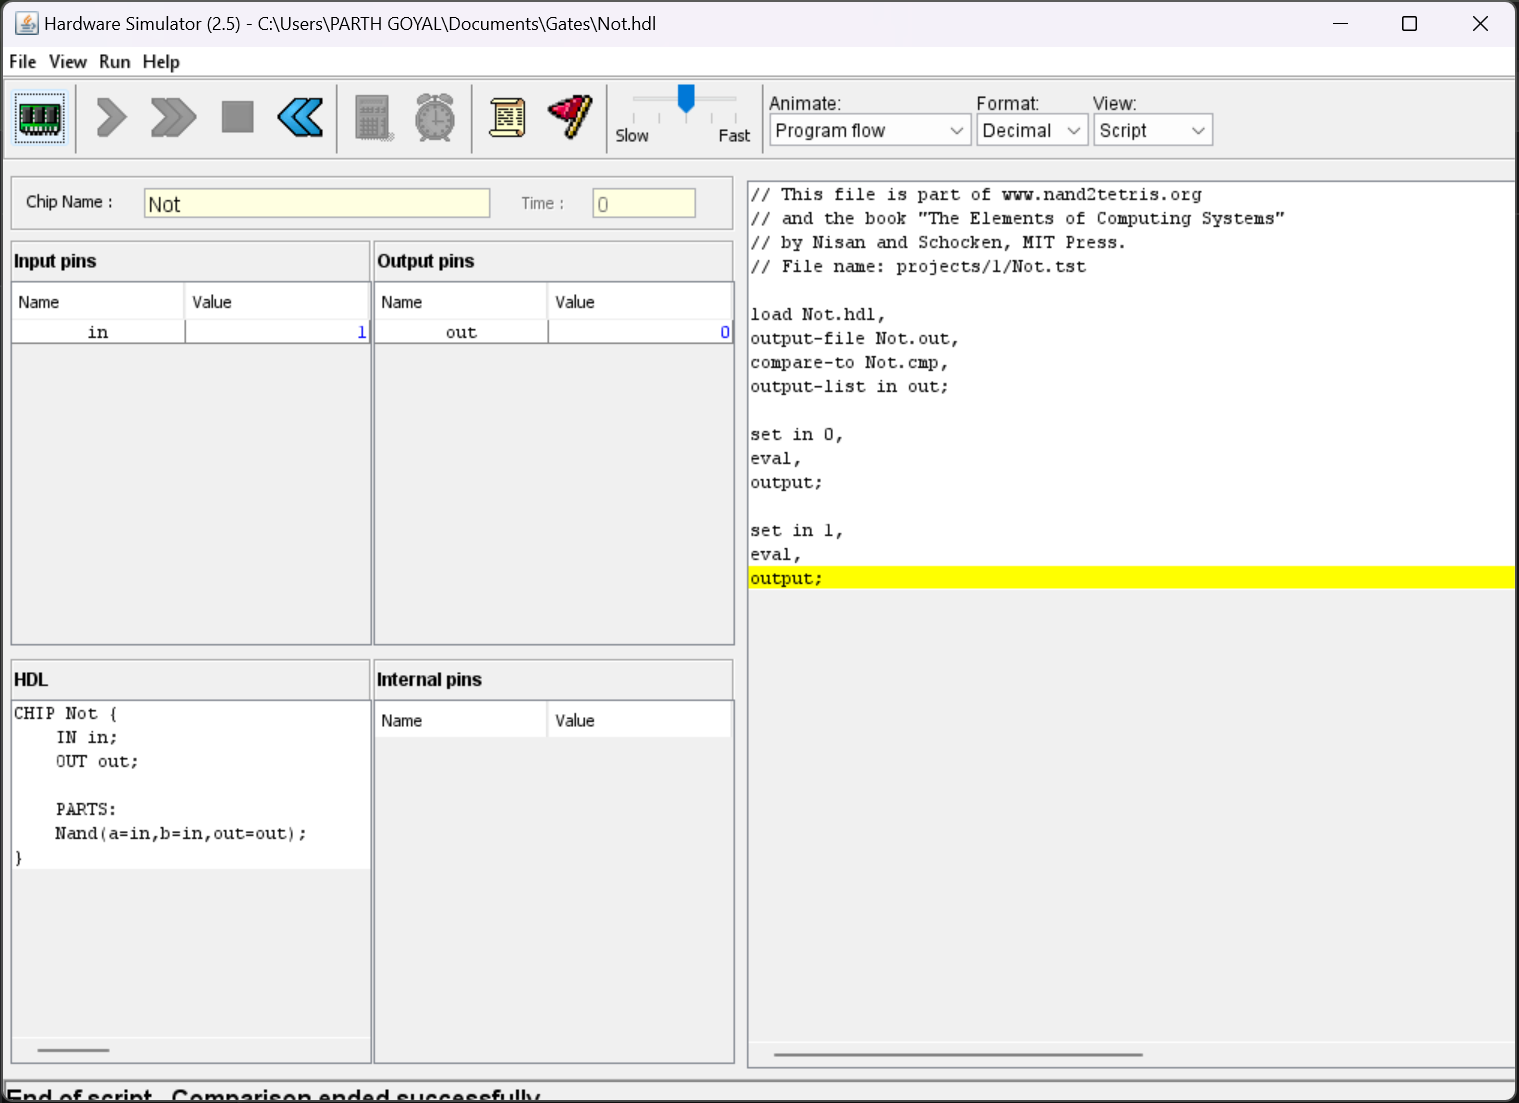 Hardware Simulator (2.5) - C:\Users\PARTH GOYAL\Documents\Gates\Not.hdl
File View Run Help
Slow Fast
Animate: Format: View:
Program flow Decimal Script
Chip Name : Not Time : 0
Input pins
Name Value
in 1
Output pins
Name Value
out 0
HDL
CHIP Not {
    IN in;
    OUT out;

    PARTS:
    Nand(a=in,b=in,out=out);
}
Internal pins
Name Value
// This file is part of www.nand2tetris.org
// and the book "The Elements of Computing Systems"
// by Nisan and Schocken, MIT Press.
// File name: projects/1/Not.tst

load Not.hdl,
output-file Not.out,
compare-to Not.cmp,
output-list in out;

set in 0,
eval,
output;

set in 1,
eval,
output;
End of script - Comparison ended successfully